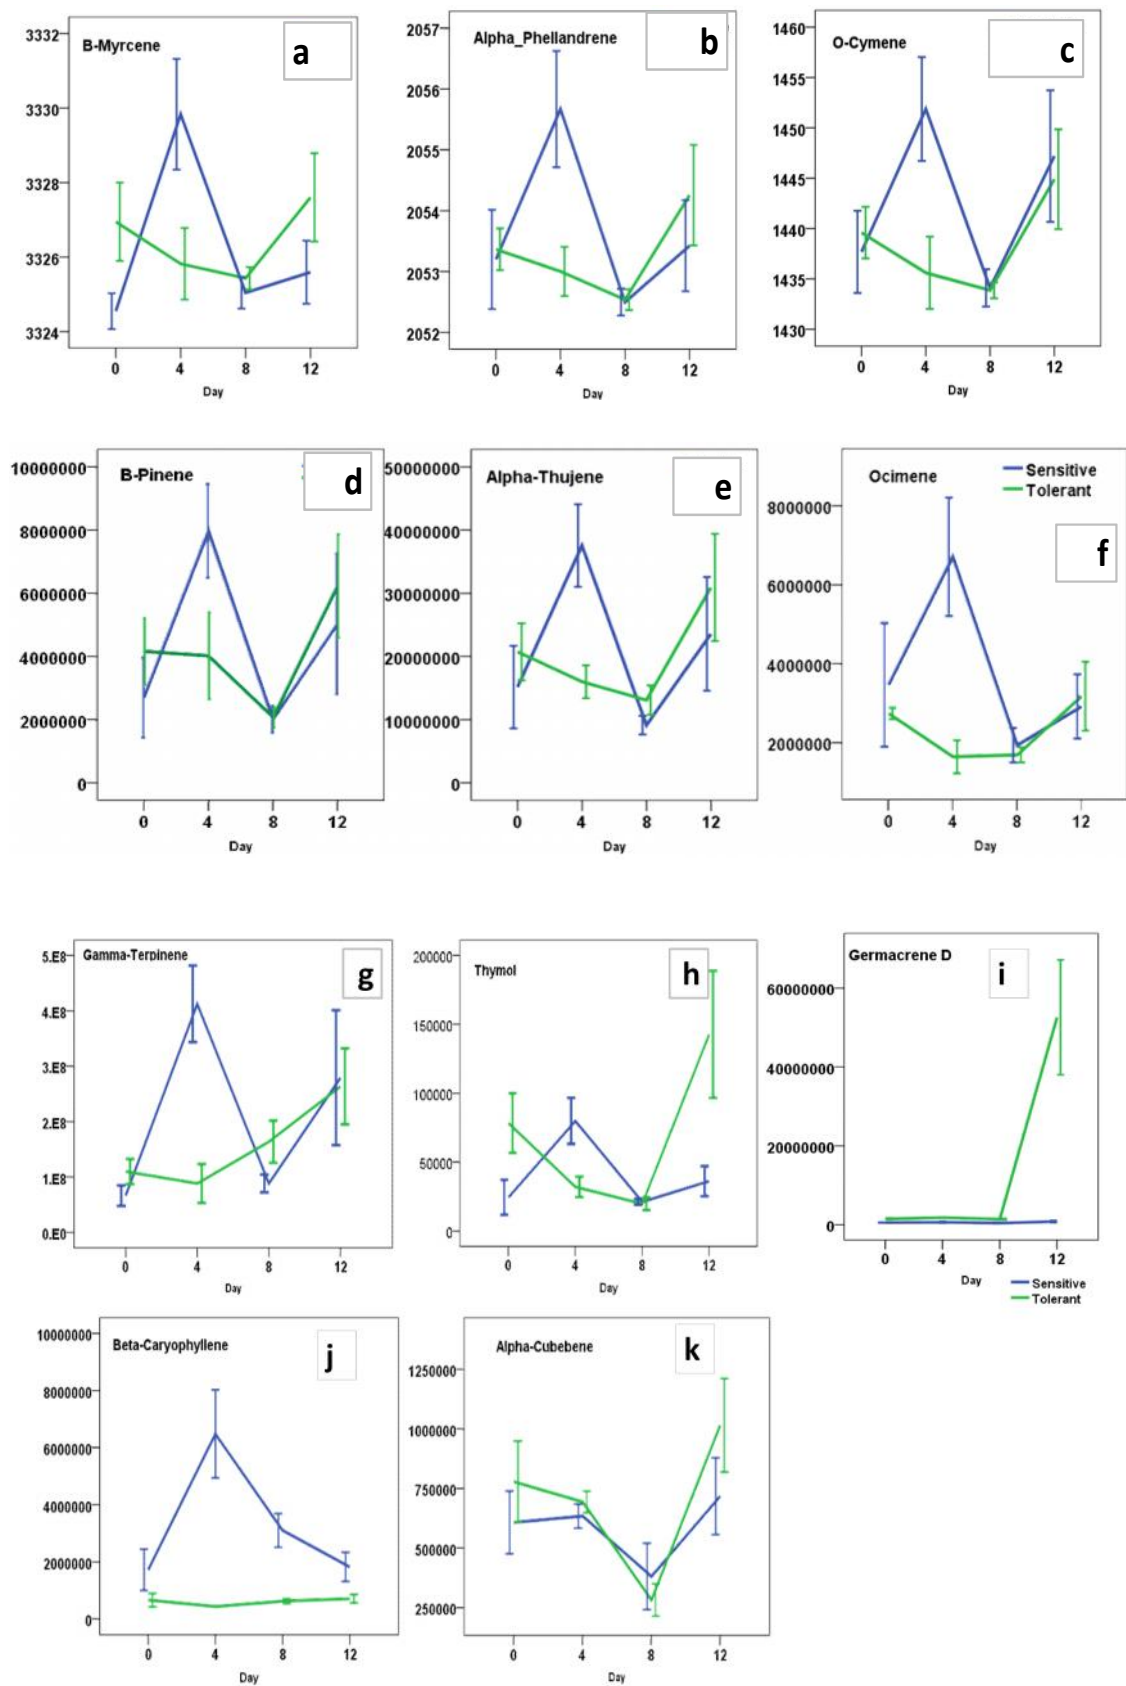 B-Myrcene
a
3332
3330
3328
3326
3324
0 4 8 12
Day
Alpha_Phellandrene
b
2057
2056
2055
2054
2053
2052
0 4 8 12
Day
O-Cymene
c
1460
1455
1450
1445
1440
1435
1430
0 4 8 12
Day
B-Pinene
d
10000000
8000000
6000000
4000000
2000000
0
0 4 8 12
Day
Alpha-Thujene
e
50000000
40000000
30000000
20000000
10000000
0
0 4 8 12
Day
Ocimene
Sensitive
Tolerant
f
8000000
6000000
4000000
2000000
0 4 8 12
Day
Gamma-Terpinene
g
5.E8
4.E8
3.E8
2.E8
1.E8
0.E0
0 4 8 12
Day
Thymol
h
200000
150000
100000
50000
0
0 4 8 12
Day
Germacrene D
i
60000000
40000000
20000000
0
0 4 8 12
Day
Sensitive
Tolerant
Beta-Caryophyllene
j
10000000
8000000
6000000
4000000
2000000
0
0 4 8 12
Day
Alpha-Cubebene
k
1250000
1000000
750000
500000
250000
0 4 8 12
Day